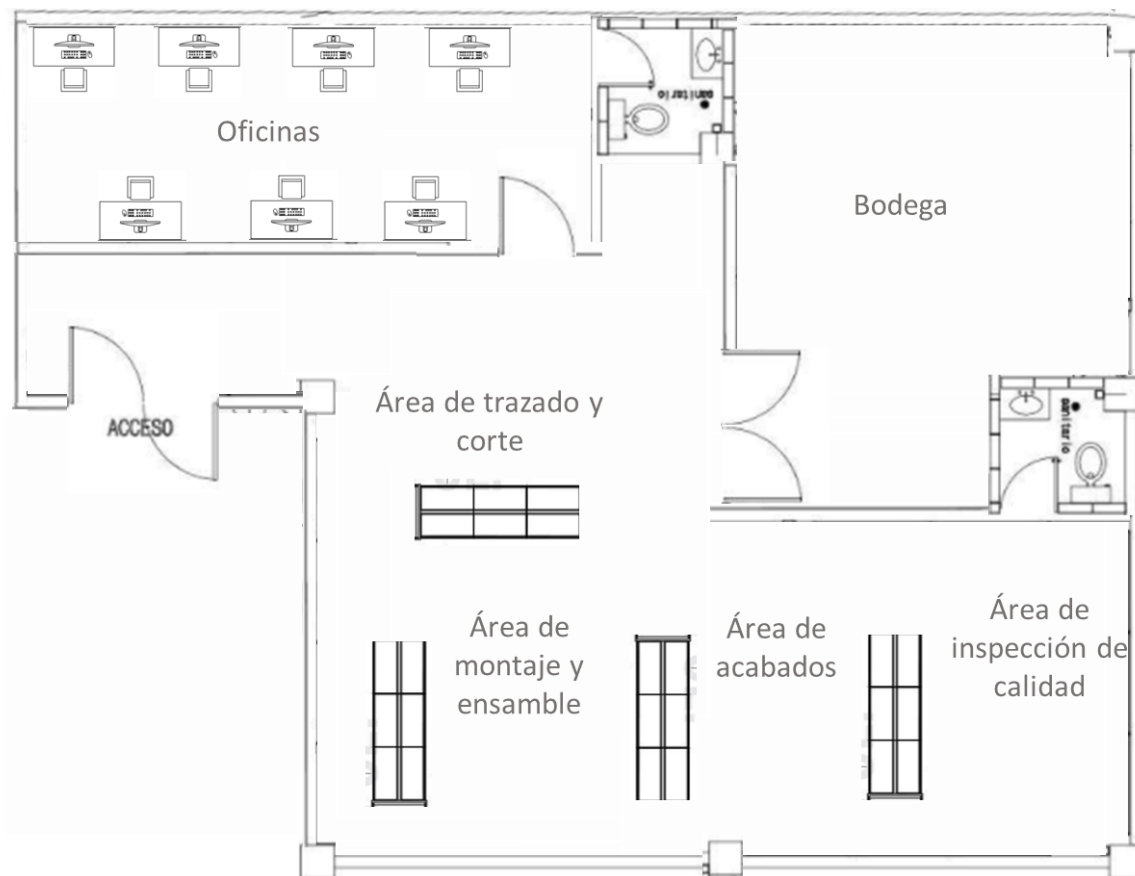 Oficinas
sanitario
Bodega
Área de trazado y
corte
ACCESO
sanitario
Área de
montaje y
ensamble
Área de
acabados
Área de
inspección de
calidad